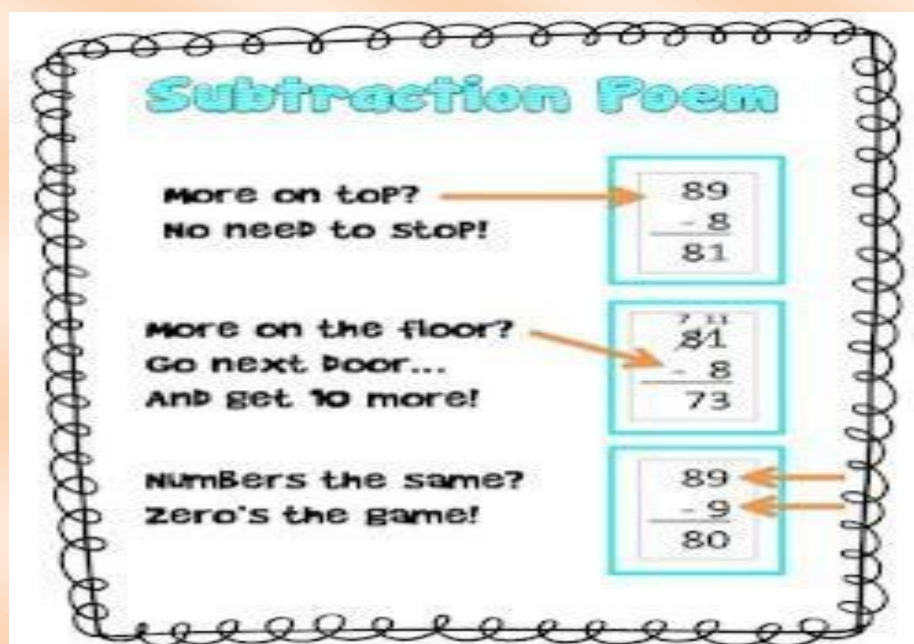 Subtraction Poem
More on top?
No need to stop!
89
- 8
81
More on the floor?
Go next door...
And get 10 more!
7 11
81
- 8
73
Numbers the same?
Zero's the game!
89
- 9
80